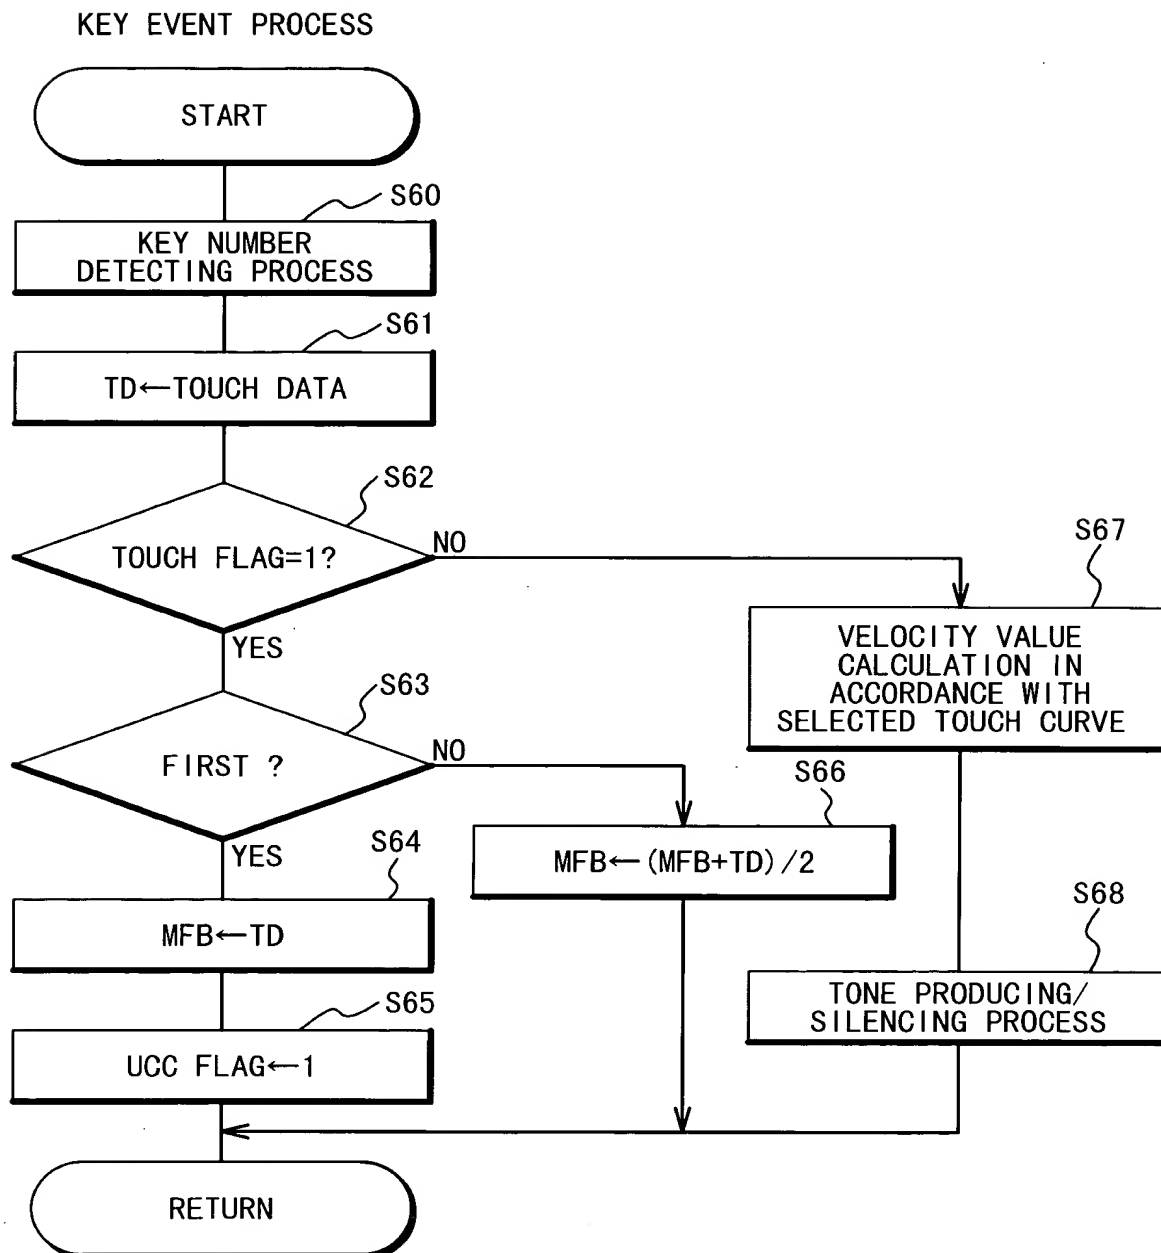 KEY EVENT PROCESS
START
S60
KEY NUMBER
DETECTING PROCESS
S61
TD←TOUCH DATA
S62
TOUCH FLAG=1?
NO
YES
S67
VELOCITY VALUE
CALCULATION IN
ACCORDANCE WITH
SELECTED TOUCH CURVE
S63
FIRST ?
NO
YES
S66
MFB←(MFB+TD)/2
S64
MFB←TD
S68
TONE PRODUCING/
SILENCING PROCESS
S65
UCC FLAG←1
RETURN